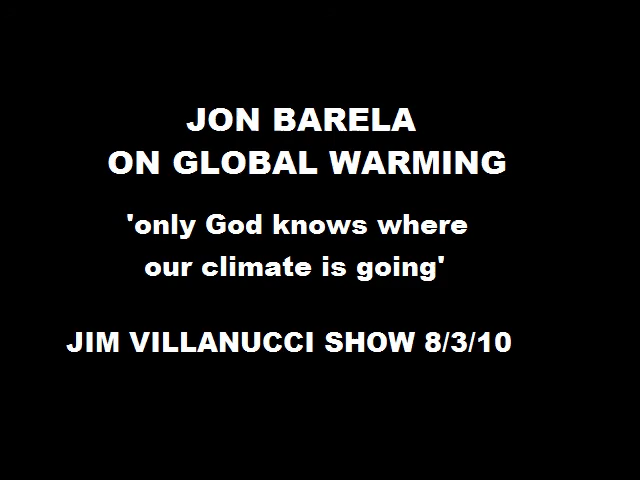 JON BARELA
ON GLOBAL WARMING
'only God knows where
our climate is going'
JIM VILLANUCCI SHOW 8/3/10